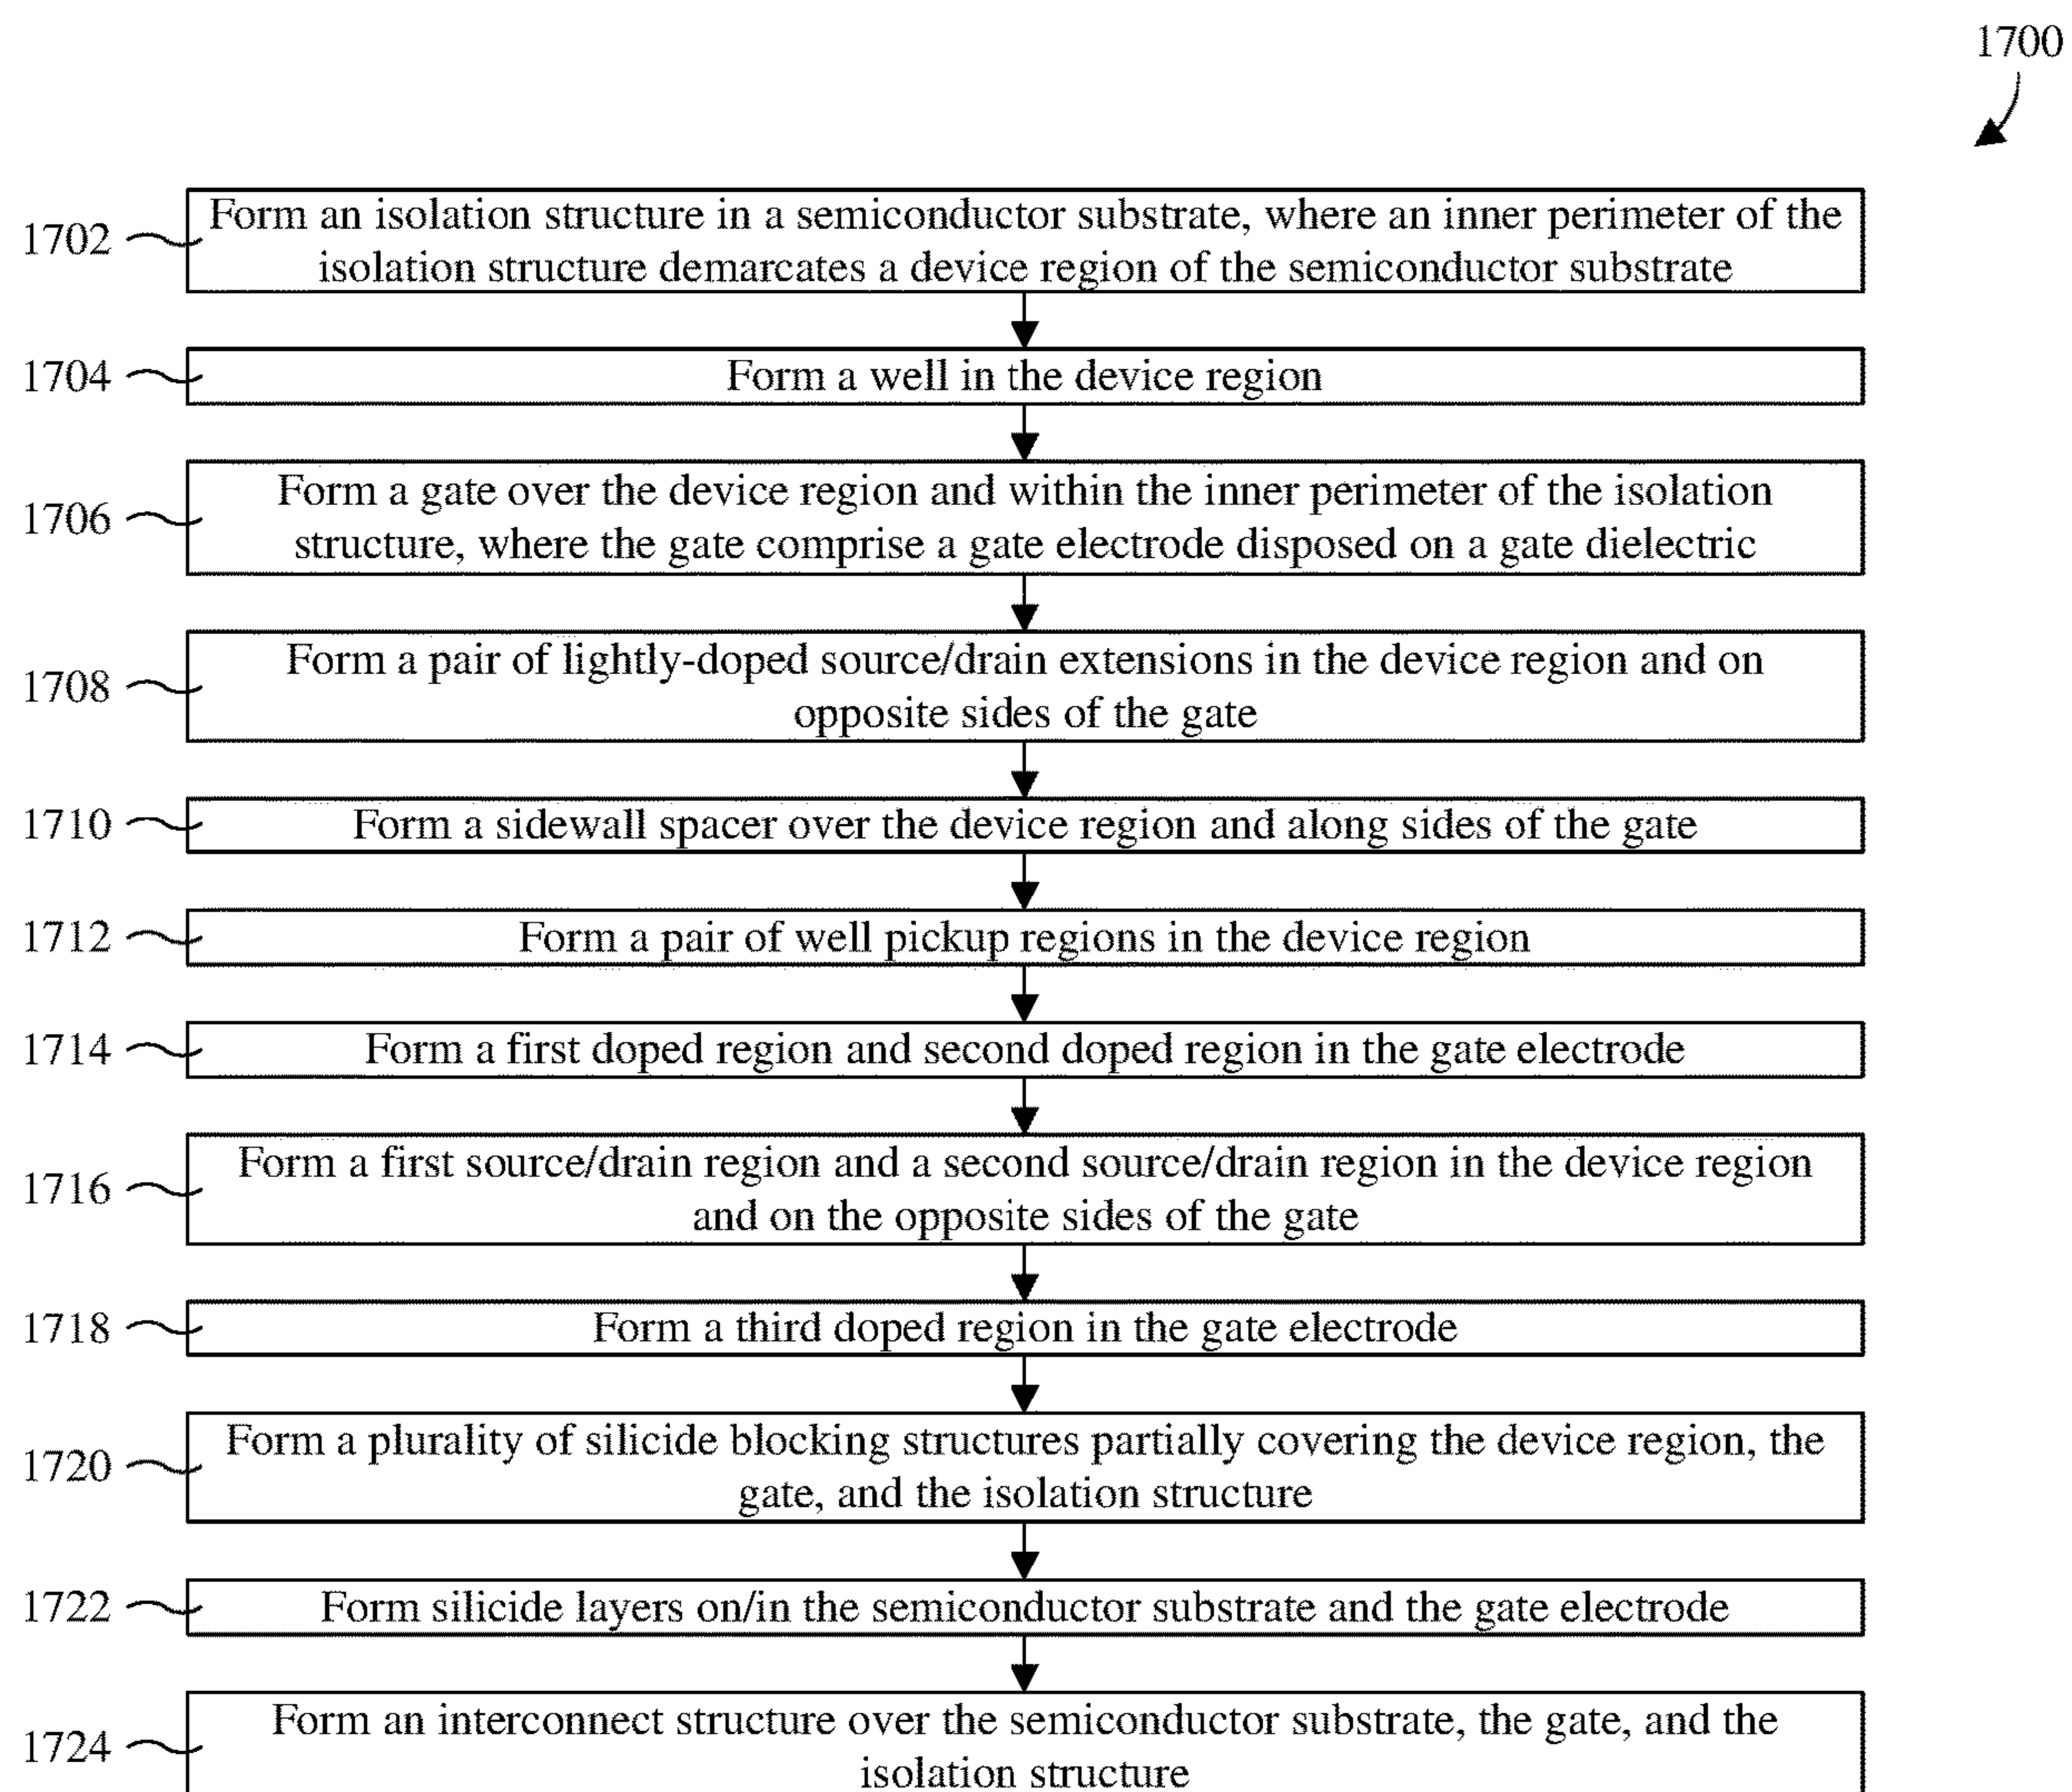 1700
1702
Form an isolation structure in a semiconductor substrate, where an inner perimeter of the
isolation structure demarcates a device region of the semiconductor substrate
1704
Form a well in the device region
1706
Form a gate over the device region and within the inner perimeter of the isolation
structure, where the gate comprise a gate electrode disposed on a gate dielectric
1708
Form a pair of lightly-doped source/drain extensions in the device region and on
opposite sides of the gate
1710
Form a sidewall spacer over the device region and along sides of the gate
1712
Form a pair of well pickup regions in the device region
1714
Form a first doped region and second doped region in the gate electrode
1716
Form a first source/drain region and a second source/drain region in the device region
and on the opposite sides of the gate
1718
Form a third doped region in the gate electrode
1720
Form a plurality of silicide blocking structures partially covering the device region, the
gate, and the isolation structure
1722
Form silicide layers on/in the semiconductor substrate and the gate electrode
1724
Form an interconnect structure over the semiconductor substrate, the gate, and the
isolation structure